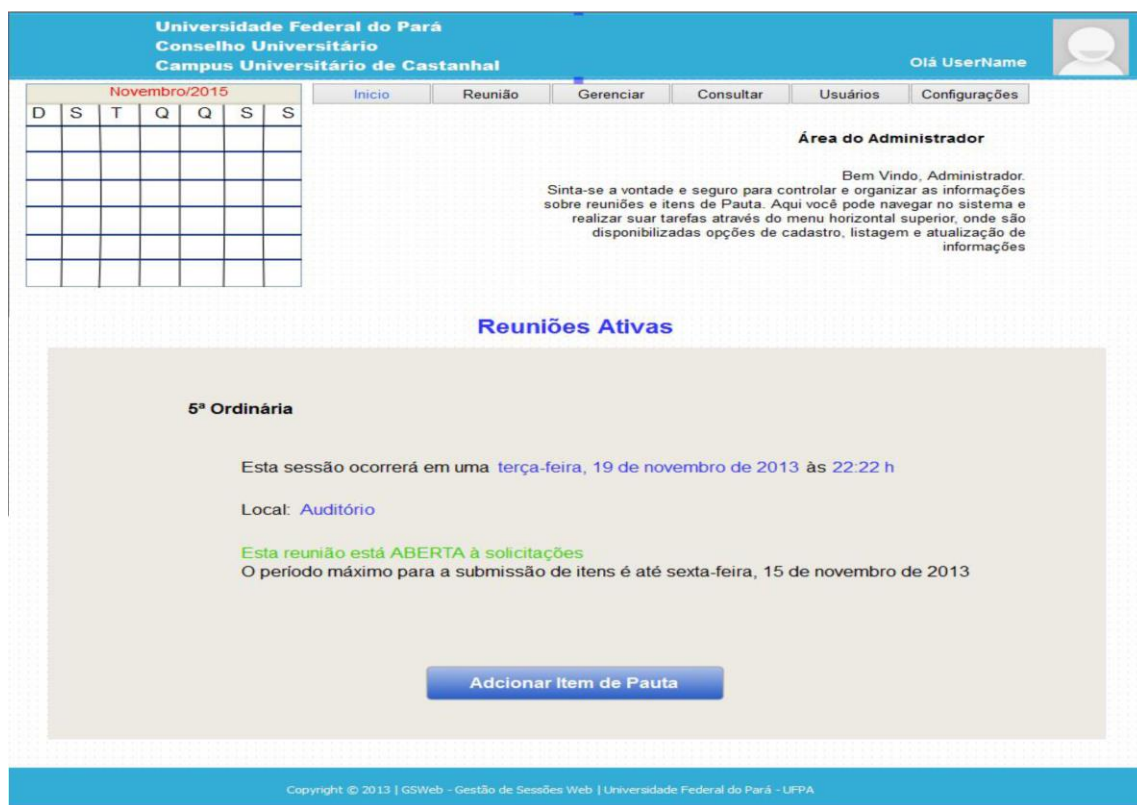 Universidade Federal do Pará
Conselho Universitário
Campus Universitário de Castanhal
Olá UserName
Novembro/2015
D S T Q Q S S
Inicio Reunião Gerenciar Consultar Usuários Configurações
Área do Administrador
Bem Vindo, Administrador.
Sinta-se a vontade e seguro para controlar e organizar as informações
sobre reuniões e itens de Pauta. Aqui você pode navegar no sistema e
realizar suar tarefas através do menu horizontal superior, onde são
disponibilizadas opções de cadastro, listagem e atualização de
informações
Reuniões Ativas
5ª Ordinária
Esta sessão ocorrerá em uma terça-feira, 19 de novembro de 2013 às 22:22 h
Local: Auditório
Esta reunião está ABERTA à solicitações
O período máximo para a submissão de itens é até sexta-feira, 15 de novembro de 2013
Adcionar Item de Pauta
Copyright © 2013 | GSWeb - Gestão de Sessões Web | Universidade Federal do Pará - UFPA